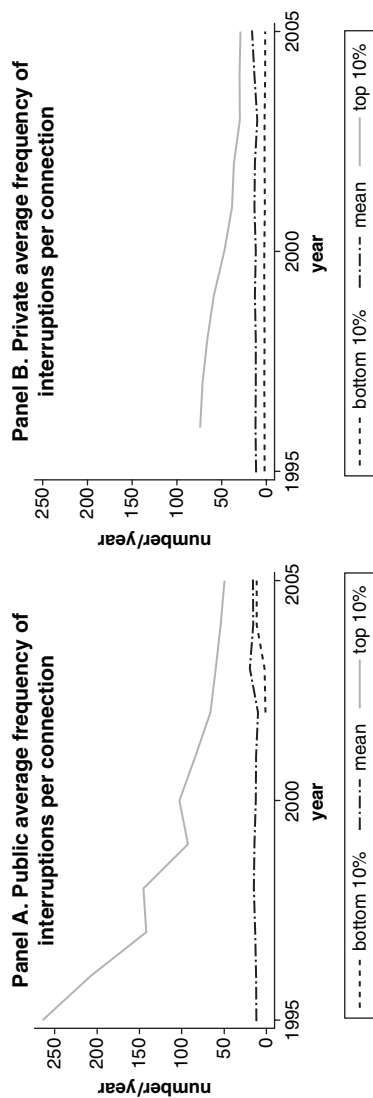 Panel A. Public average frequency of
interruptions per connection
250
200
150
100
50
0
number/year
1995
2000
2005
year
bottom 10%
mean
top 10%
Panel B. Private average frequency of
interruptions per connection
250
200
150
100
50
0
number/year
1995
2000
2005
year
bottom 10%
mean
top 10%